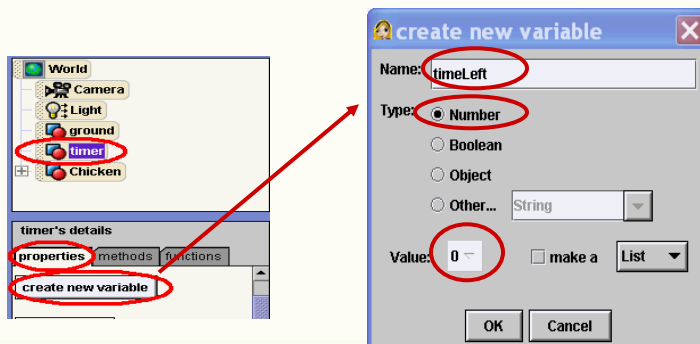 World
Camera
Light
ground
timer
Chicken
timer's details
properties methods functions
create new variable
create new variable
Name: timeLeft
Type: Number
Boolean
Object
Other... String
Value: 0 make a List
OK Cancel